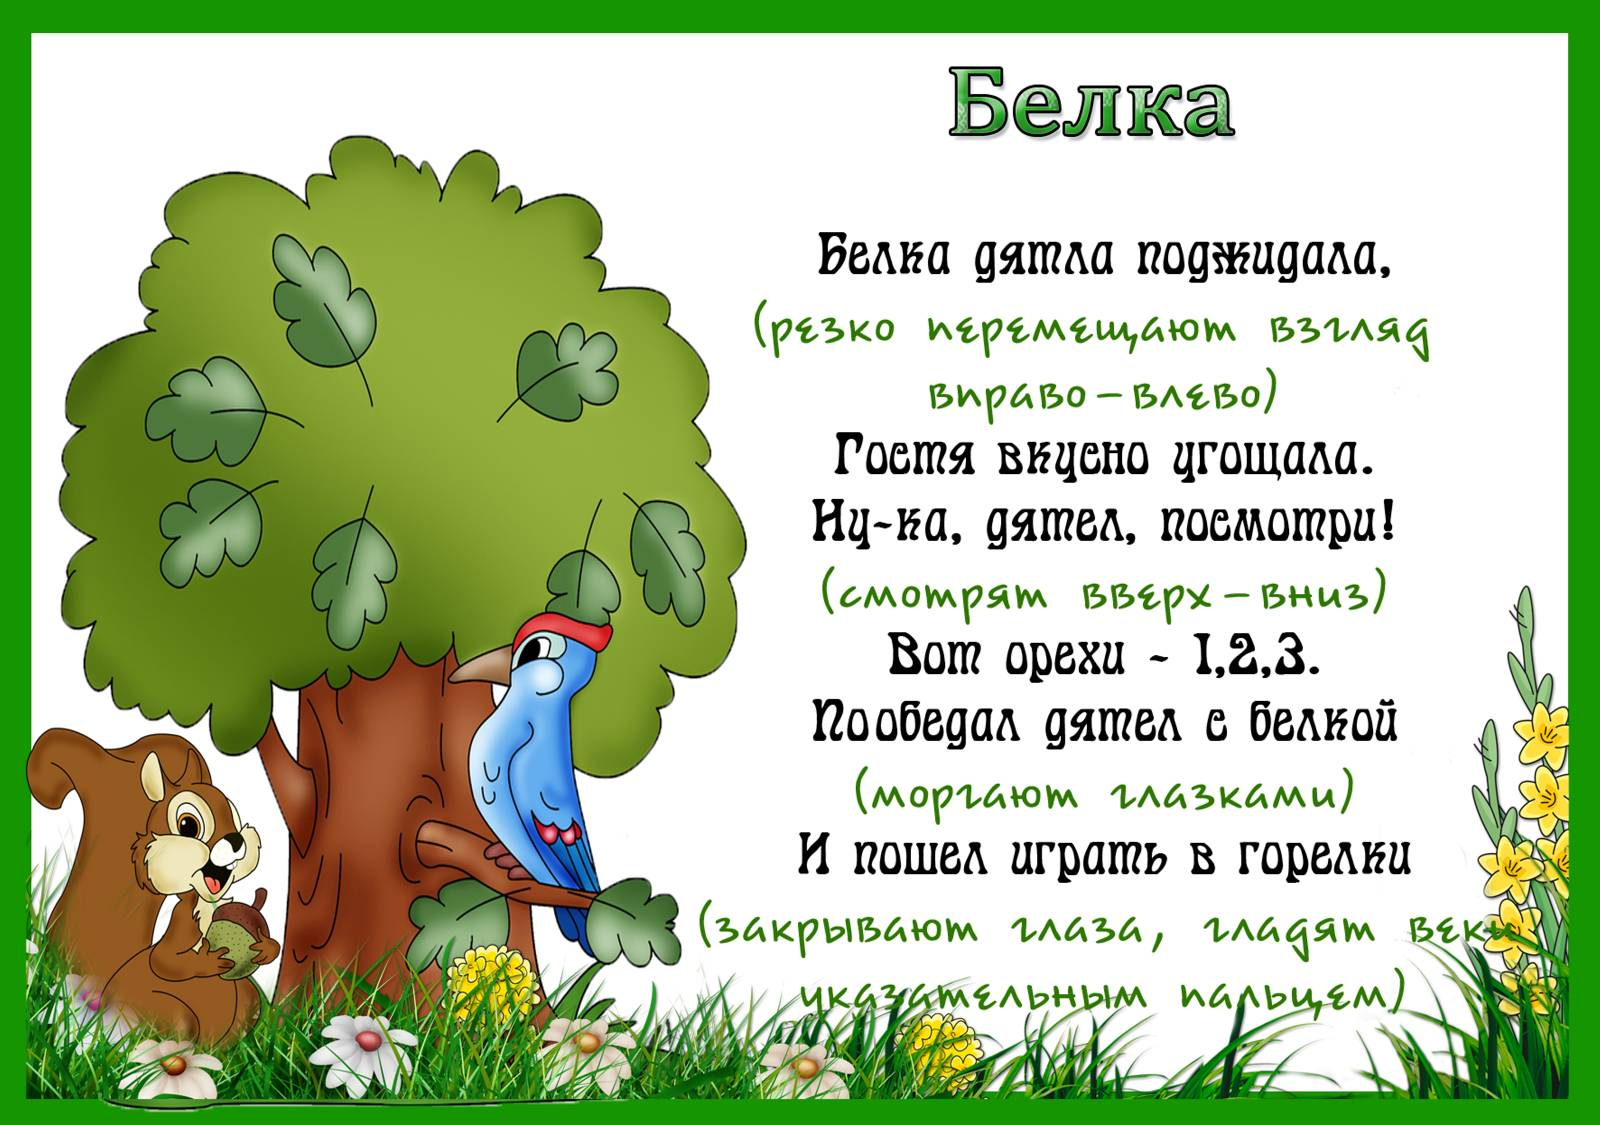 Белка
Белка дятла поджидала,
(резко перемещают взгляд
вправо – влево)
Гостя вкусно угощала.
Ну-ка, дятел, посмотри!
(смотрят вверх – вниз)
Вот орехи - 1,2,3.
Пообедал дятел с белкой
(моргают глазками)
И пошел играть в горелки
(закрывают глаза, гладят веки
указательным пальцем)